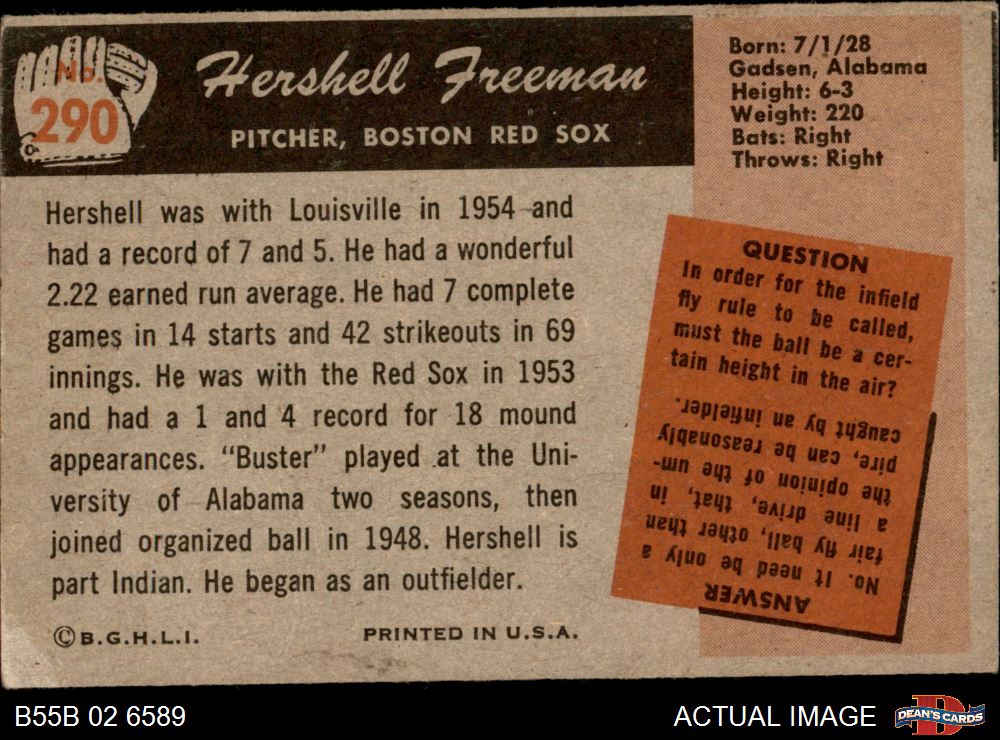 No.
290
Hershell Freeman
PITCHER, BOSTON RED SOX
Born: 7/1/28
Gadsen, Alabama
Height: 6-3
Weight: 220
Bats: Right
Throws: Right
Hershell was with Louisville in 1954 and
had a record of 7 and 5. He had a wonderful
2.22 earned run average. He had 7 complete
games in 14 starts and 42 strikeouts in 69
innings. He was with the Red Sox in 1953
and had a 1 and 4 record for 18 mound
appearances. "Buster" played at the Uni-
versity of Alabama two seasons, then
joined organized ball in 1948. Hershell is
part Indian. He began as an outfielder.
©B.G.H.L.I.
PRINTED IN U.S.A.
QUESTION
In order for the infield
fly rule to be called,
must the ball be a cer-
tain height in the air?
ANSWER
No. It need be only a
fair fly ball, other than
a line drive, that, in
the opinion of the um-
pire, can be reasonably
caught by an infielder.
B55B 02 6589
ACTUAL IMAGE
DEAN'S CARDS